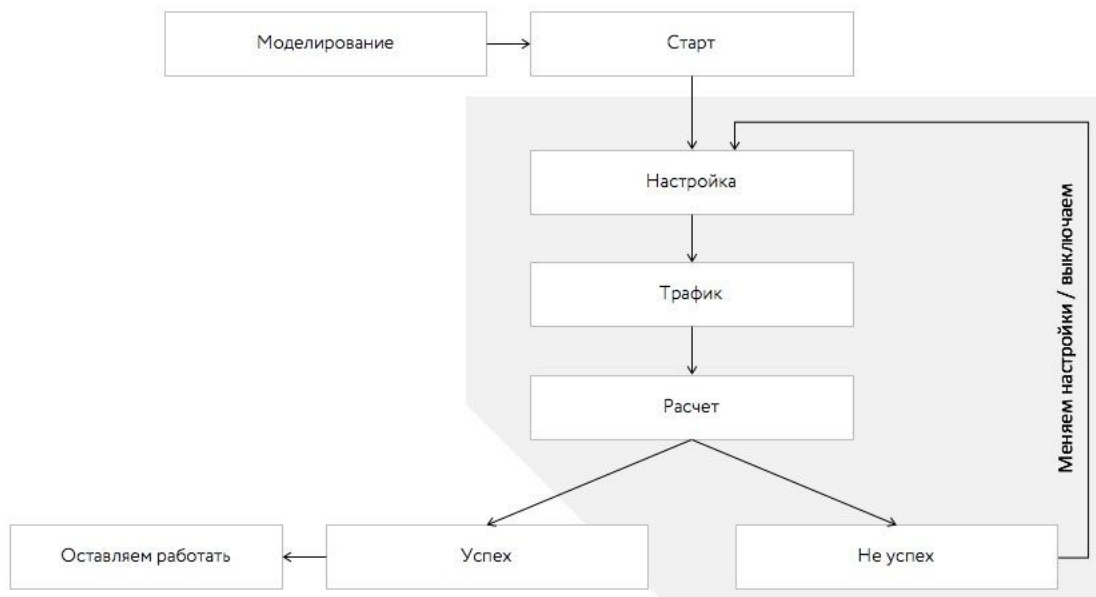 Моделирование
Старт
Настройка
Трафик
Расчет
Меняем настройки / выключаем
Оставляем работать
Успех
Не успех